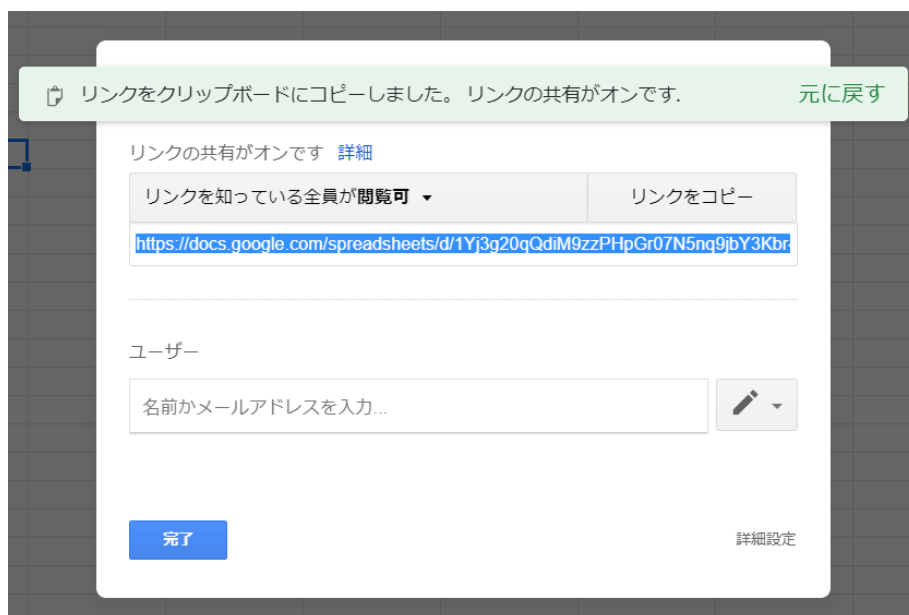 リンクをクリップボードにコピーしました。 リンクの共有がオンです. 元に戻す
リンクの共有がオンです 詳細
リンクを知っている全員が閲覧可 リンクをコピー
https://docs.google.com/spreadsheets/d/1Yj3g20qQdiM9zzPHpGr07N5nq9jbY3Kbr
ユーザー
名前かメールアドレスを入力...
完了 詳細設定